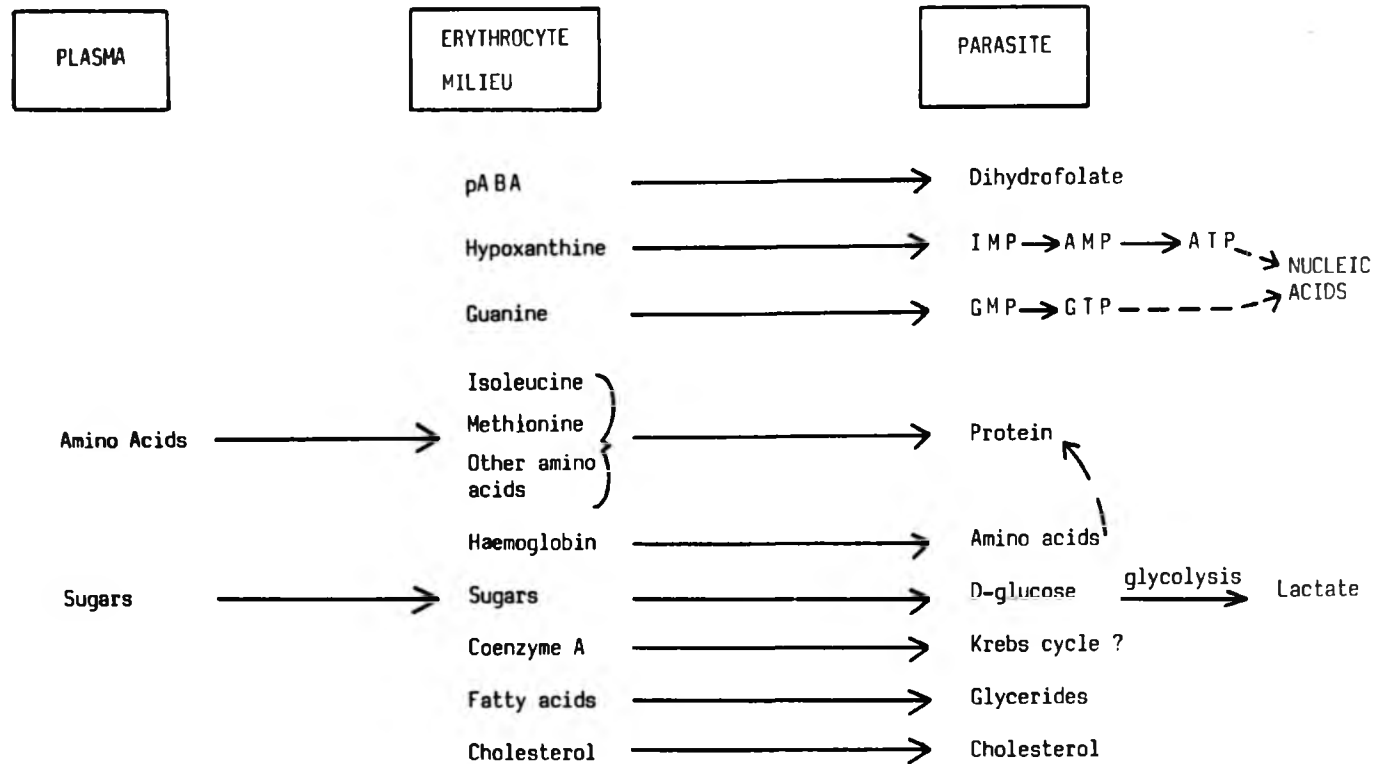 PLASMA
ERYTHROCYTE
MILIEU
PARASITE
pABA
Dihydrofolate
Hypoxanthine
IMP
AMP
ATP
NUCLEIC
ACIDS
Guanine
GMP
GTP
Isoleucine
Methionine
Other amino
acids
Amino Acids
Protein
Haemoglobin
Amino acids
Sugars
Sugars
D-glucose
glycolysis
Lactate
Coenzyme A
Krebs cycle ?
Fatty acids
Glycerides
Cholesterol
Cholesterol